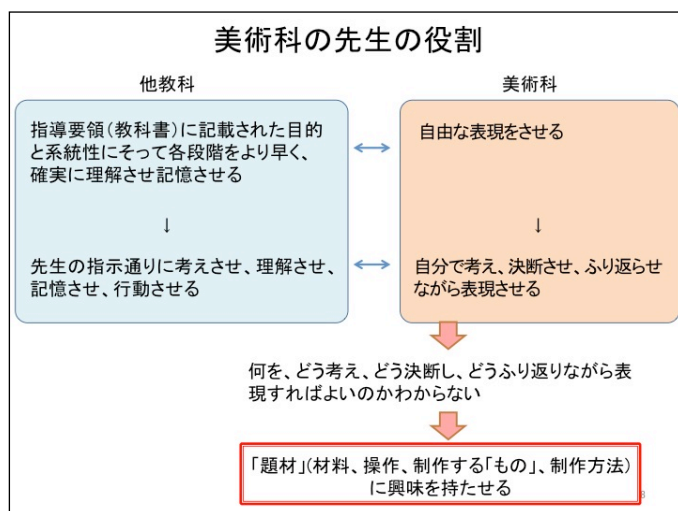 美術科の先生の役割
他教科
美術科
指導要領(教科書)に記載された目的
と系統性にそって各段階をより早く、
確実に理解させ記憶させる
↓
先生の指示通りに考えさせ、理解させ、
記憶させ、行動させる
自由な表現をさせる
↓
自分で考え、決断させ、ふり返らせ
ながら表現させる
何を、どう考え、どう決断し、どうふり返りながら表
現すればよいのかわからない
「題材」(材料、操作、制作する「もの」、制作方法)
に興味を持たせる